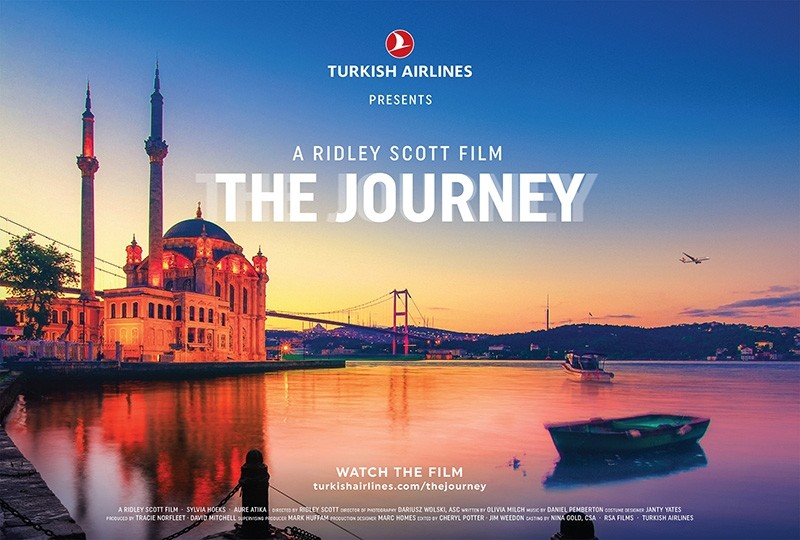 TURKISH AIRLINES
PRESENTS
A RIDLEY SCOTT FILM
THE JOURNEY
WATCH THE FILM
turkishairlines.com/thejourney
A RIDLEY SCOTT FILM · SYLVIA HOEKS · AURE ATIKA · DIRECTED BY RIDLEY SCOTT DIRECTOR OF PHOTOGRAPHY DARIUSZ WOLSKI, ASC WRITTEN BY OLIVIA MILCH MUSIC BY DANIEL PEMBERTON COSTUME DESIGNER JANTY YATES
PRODUCED BY TRACIE NORFLEET · DAVID MITCHELL SUPERVISING PRODUCER MARK HUFFAM PRODUCTION DESIGNER MARC HOMES EDITED BY CHERYL POTTER · JIM WEEDON CASTING BY NINA GOLD, CSA · RSA FILMS · TURKISH AIRLINES